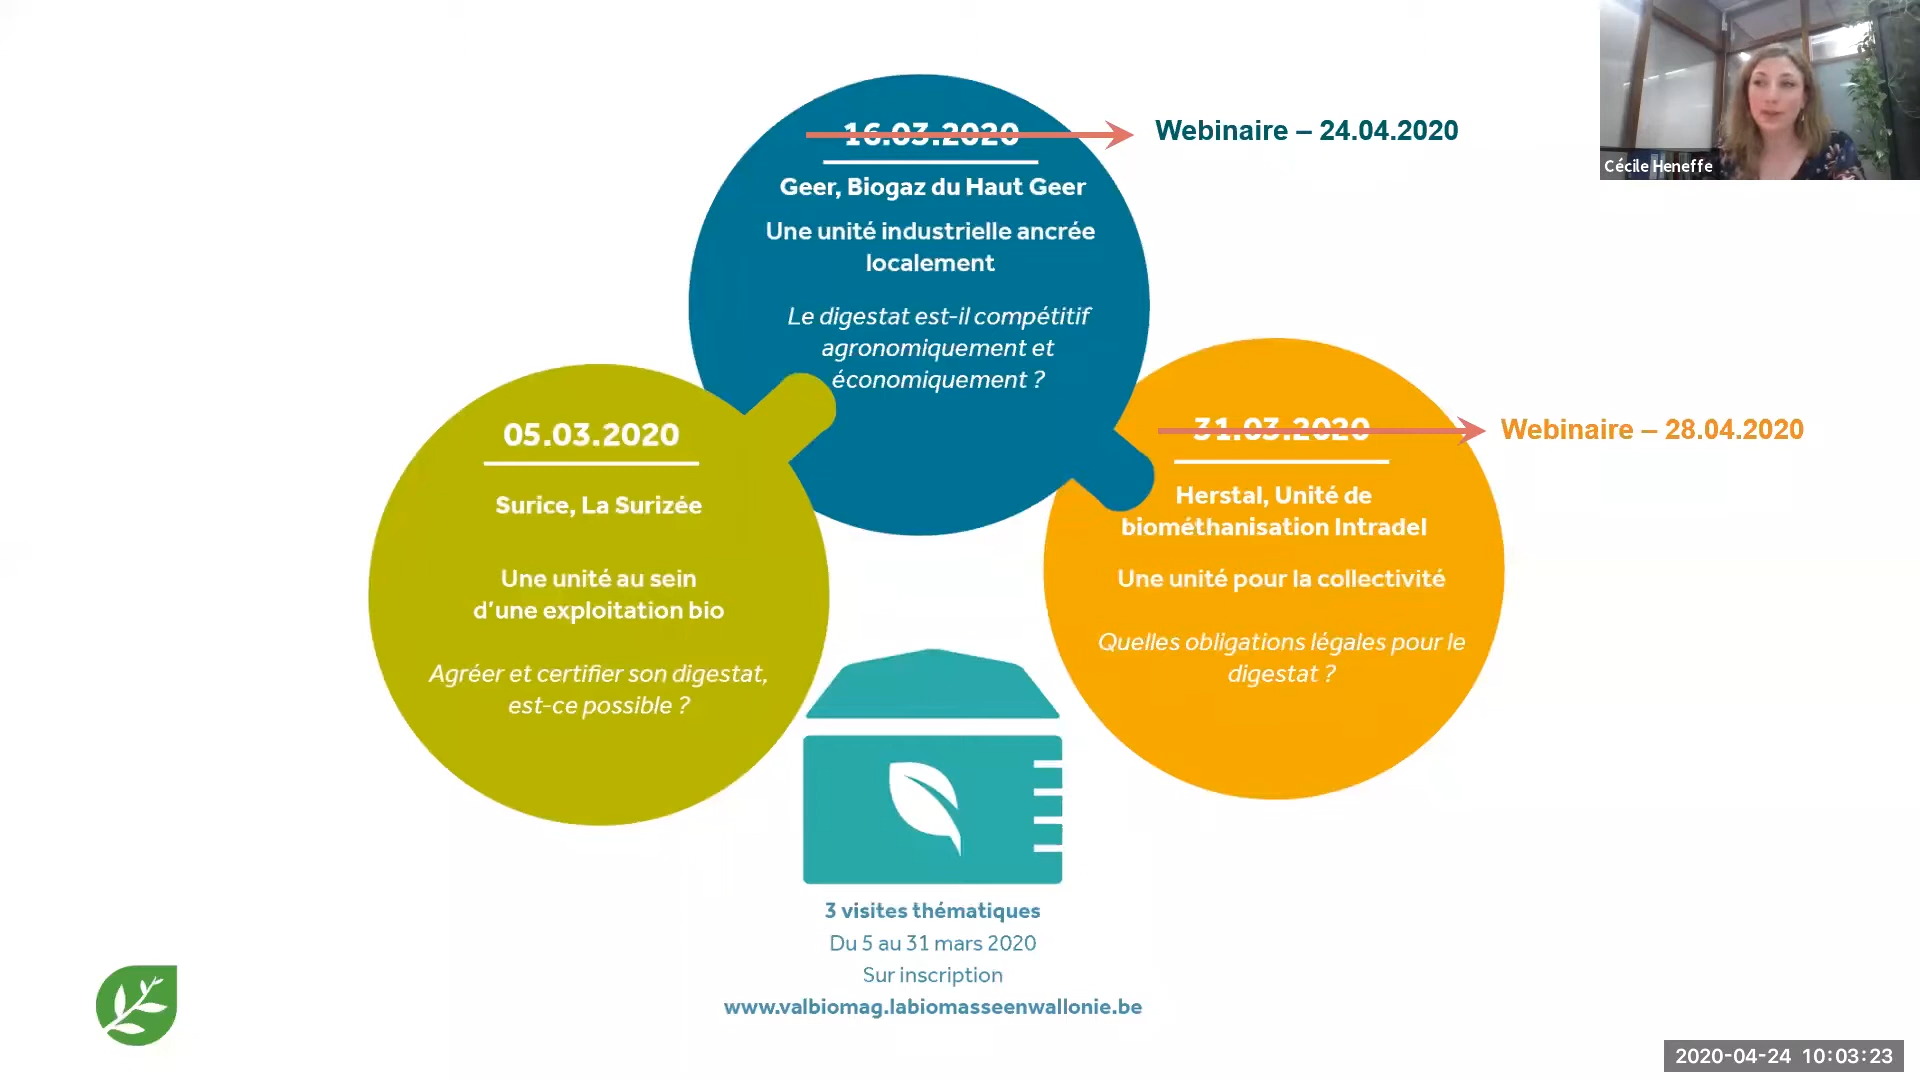 16.03.2020
Webinaire – 24.04.2020
Geer, Biogaz du Haut Geer
Une unité industrielle ancrée
localement
Le digestat est-il compétitif
agronomiquement et
économiquement ?
05.03.2020
Surice, La Surizée
Une unité au sein
d'une exploitation bio
Agréer et certifier son digestat,
est-ce possible ?
31.03.2020
Webinaire – 28.04.2020
Herstal, Unité de
biométhanisation Intradel
Une unité pour la collectivité
Quelles obligations légales pour le
digestat ?
3 visites thématiques
Du 5 au 31 mars 2020
Sur inscription
www.valbiomag.labiomasseenwallonie.be
Cécile Heneffe
2020-04-24 10:03:23